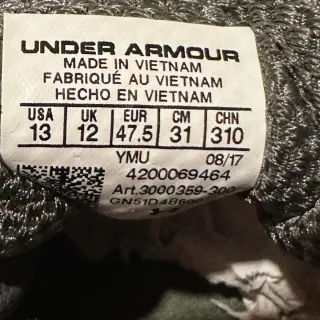 UNDER ARMOUR
MADE IN VIETNAM
FABRIQUÉ AU VIETNAM
HECHO EN VIETNAM
USA UK EUR CM CHN
13 12 47.5 31 310
YMU 08/17
4200069464
Art.3000359-300